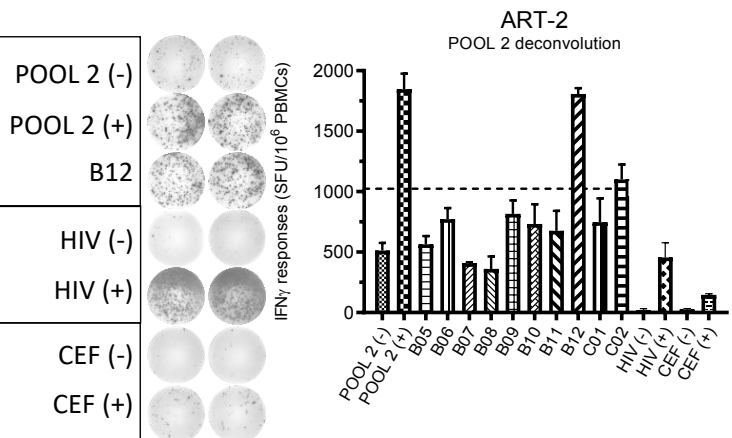 ART-2
POOL 2 deconvolution
POOL 2 (-)
POOL 2 (+)
B12
HIV (-)
HIV (+)
CEF (-)
CEF (+)
IFNγ responses (SFU/10⁶ PBMCs)
2000
1500
1000
500
0
POOL 2 (-)
POOL 2 (+)
B05
B06
B07
B08
B09
B10
B11
B12
C01
C02
HIV (-)
HIV (+)
CEF (-)
CEF (+)